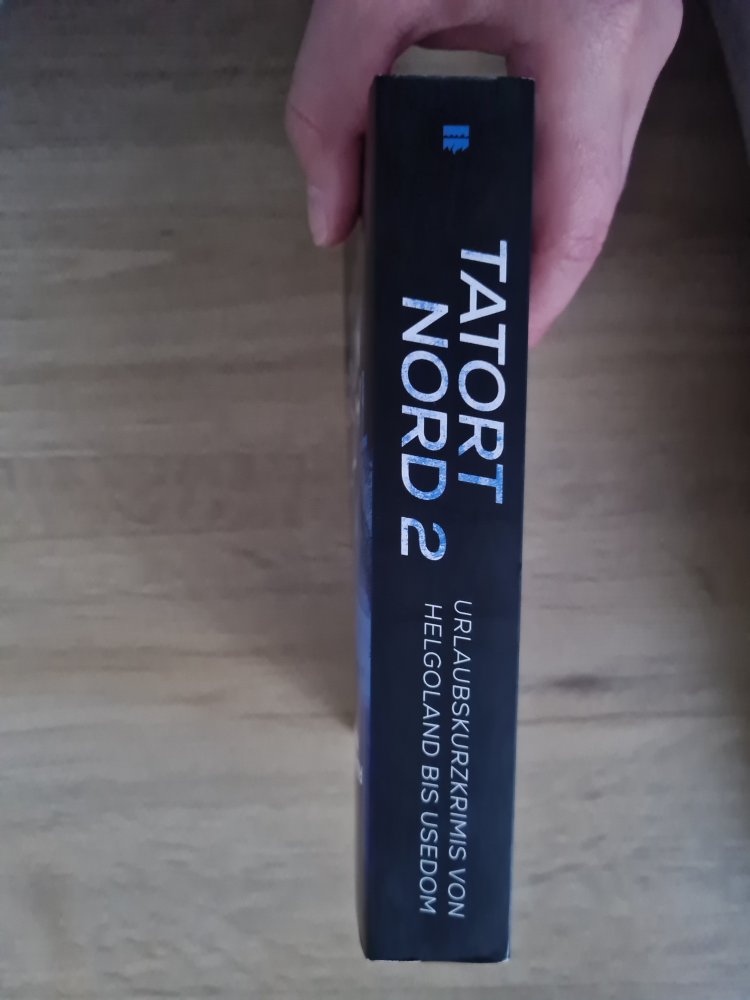 TATORT
NORD 2
URLAUBSKURZKRIMIS VON
HELGOLAND BIS USEDOM